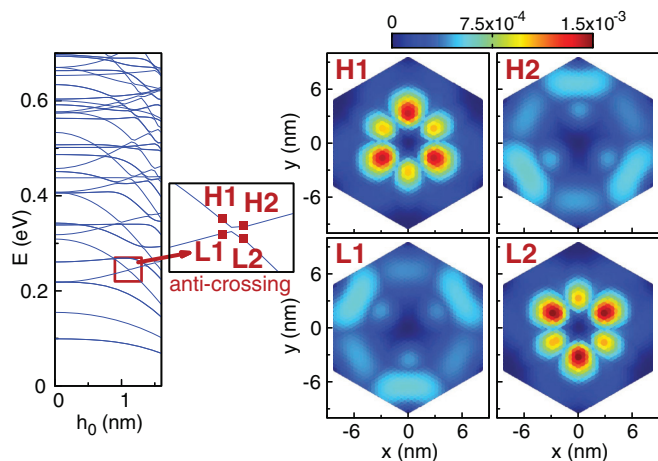 0 7.5x10⁻⁴ 1.5x10⁻³
E (eV)
0.6
0.4
0.2
0
0 1
h₀ (nm)
H1
H2
L1
L2
anti-crossing
H1
H2
y (nm)
6
0
-6
y (nm)
L1
L2
y (nm)
6
0
-6
y (nm)
-6 0 6
x (nm)
-6 0 6
x (nm)